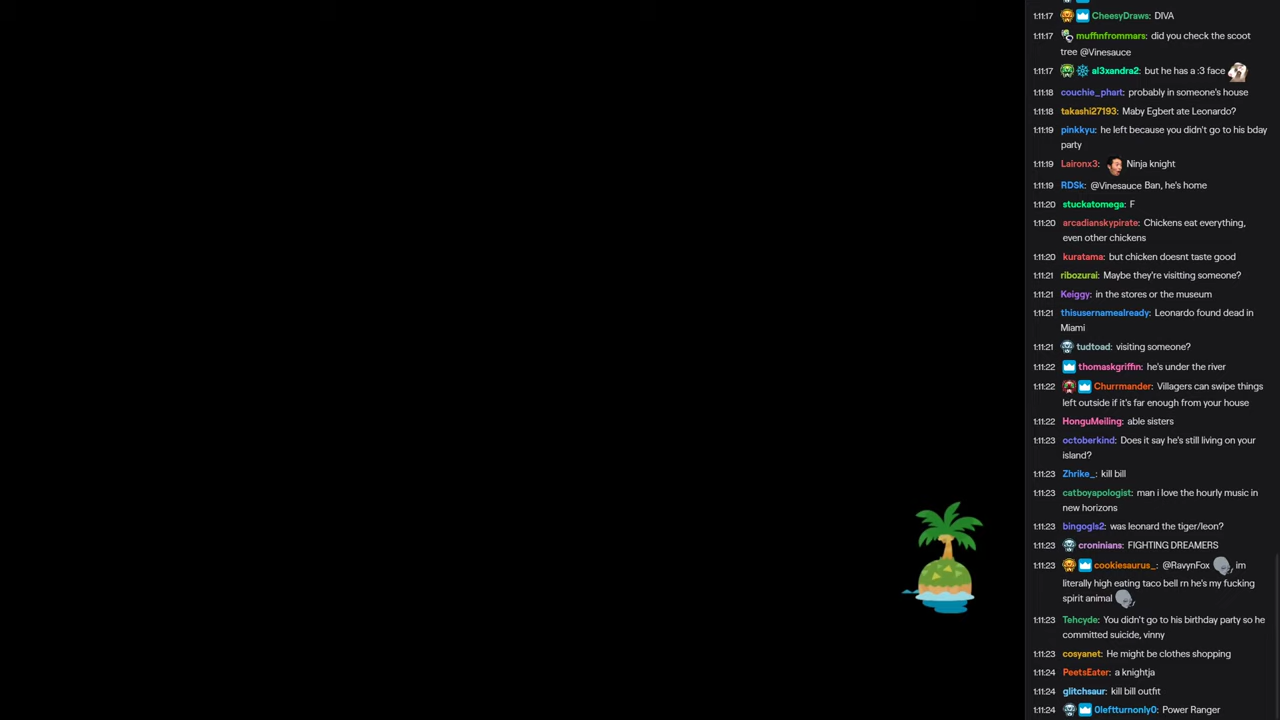 1:11:17 CheesyDraws: DIVA
1:11:17 muffinfrommars: did you check the scoot
tree @Vinesauce
1:11:17 al3xandra2: but he has a :3 face
1:11:18 couchie_phart: probably in someone's house
1:11:18 takashi27193: Maby Egbert ate Leonardo?
1:11:19 pinkkyu: he left because you didn't go to his bday
party
1:11:19 Laironx3: Ninja knight
1:11:19 RDSk: @Vinesauce Ban, he's home
1:11:20 stuckatomega: F
1:11:20 arcadianskypirate: Chickens eat everything,
even other chickens
1:11:20 kuratama: but chicken doesnt taste good
1:11:21 ribozurai: Maybe they're visitting someone?
1:11:21 Keiggy: in the stores or the museum
1:11:21 thisusernamealready: Leonardo found dead in
Miami
1:11:21 tudtoad: visiting someone?
1:11:22 thomaskgriffin: he's under the river
1:11:22 Churrmander: Villagers can swipe things
left outside if it's far enough from your house
1:11:22 HonguMeiling: able sisters
1:11:23 octoberkind: Does it say he's still living on your
island?
1:11:23 Zhrike_: kill bill
1:11:23 catboyapologist: man i love the hourly music in
new horizons
1:11:23 bingogls2: was leonard the tiger/leon?
1:11:23 croninians: FIGHTING DREAMERS
1:11:23 cookiesaurus_: @RavynFox im
literally high eating taco bell rn he's my fucking
spirit animal
1:11:23 Tehcyde: You didn't go to his birthday party so he
committed suicide, vinny
1:11:23 cosyanet: He might be clothes shopping
1:11:24 PeetsEater: a knightja
1:11:24 glitchsaur: kill bill outfit
1:11:24 0leftturnonly0: Power Ranger